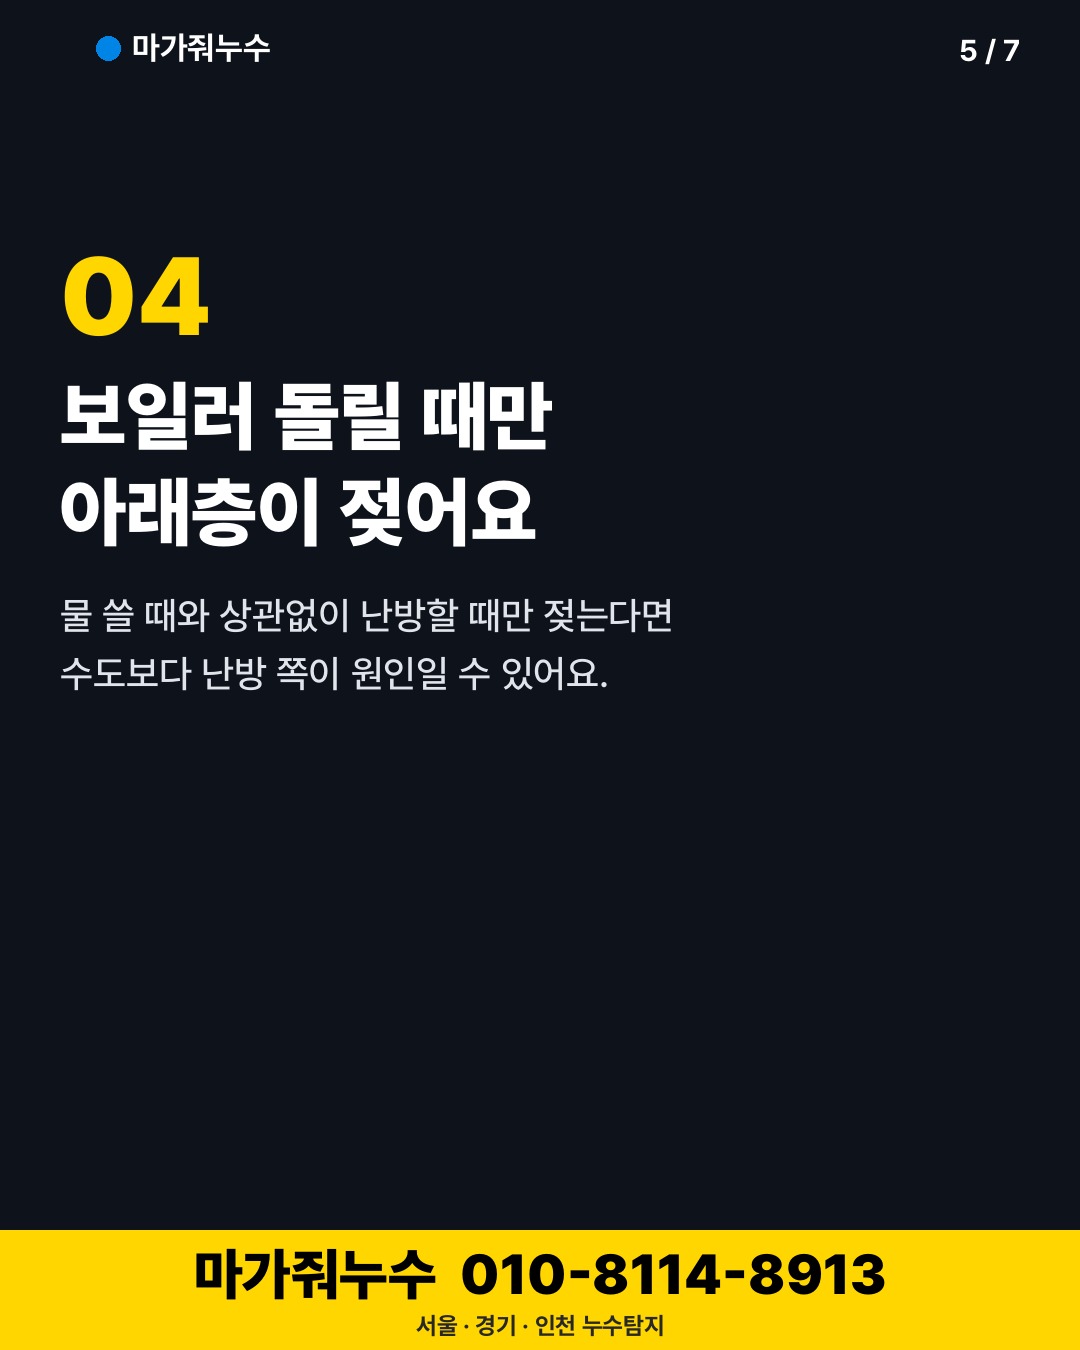 마가줘누수
5 / 7
04
보일러 돌릴 때만
아래층이 젖어요
물 쓸 때와 상관없이 난방할 때만 젖는다면
수도보다 난방 쪽이 원인일 수 있어요.
마가줘누수 010-8114-8913
서울 · 경기 · 인천 누수탐지